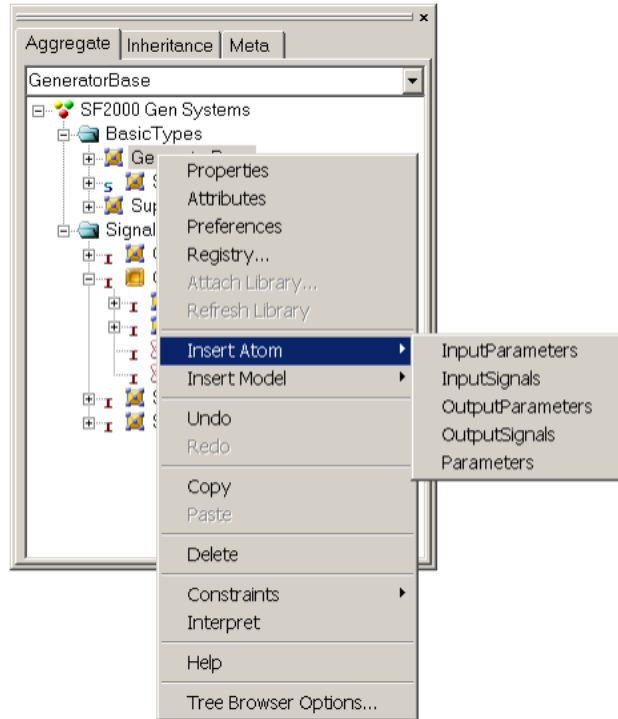 Aggregate Inheritance Meta
GeneratorBase
SF2000 Gen Systems
BasicTypes
Signal
Properties
Attributes
Preferences
Registry...
Attach Library...
Refresh Library
Insert Atom
Insert Model
Undo
Redo
Copy
Paste
Delete
Constraints
Interpret
Help
Tree Browser Options...
InputParameters
InputSignals
OutputParameters
OutputSignals
Parameters